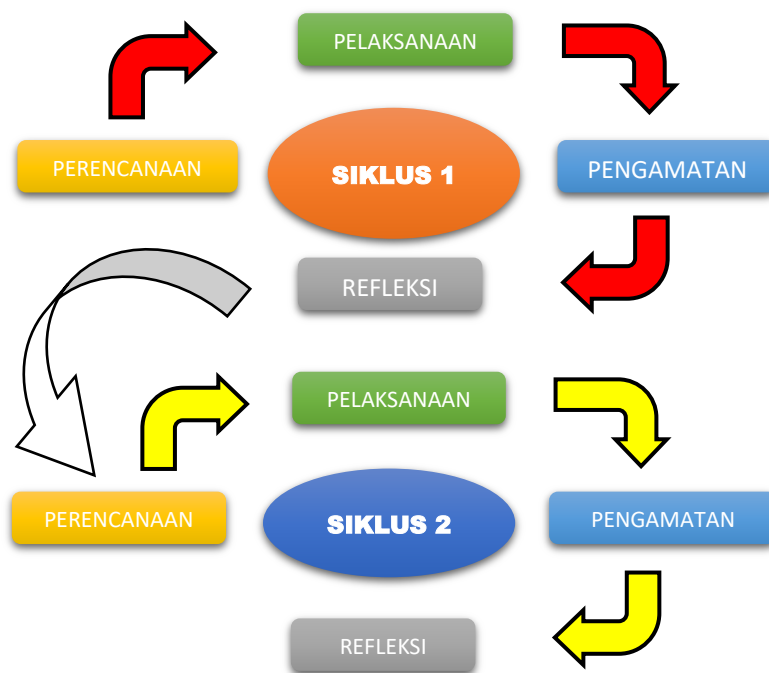 PELAKSANAAN
PERENCANAAN
SIKLUS 1
PENGAMATAN
REFLEKSI
PELAKSANAAN
PERENCANAAN
SIKLUS 2
PENGAMATAN
REFLEKSI